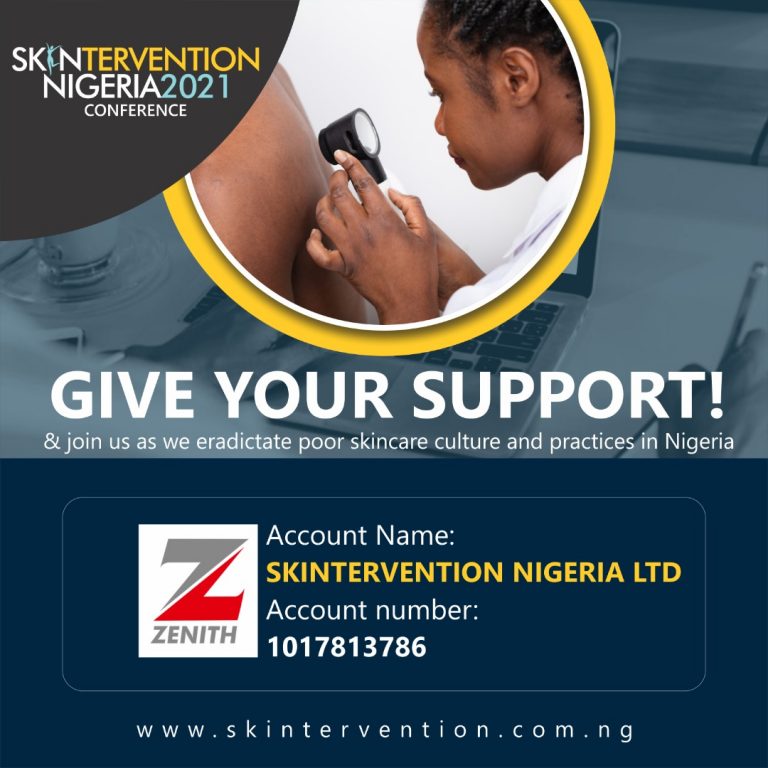 SKINTERVENTION
NIGERIA2021
CONFERENCE
GIVE YOUR SUPPORT!
& join us as we eradictate poor skincare culture and practices in Nigeria
Account Name:
SKINTERVENTION NIGERIA LTD
Account number:
1017813786
ZENITH
www.skintervention.com.ng